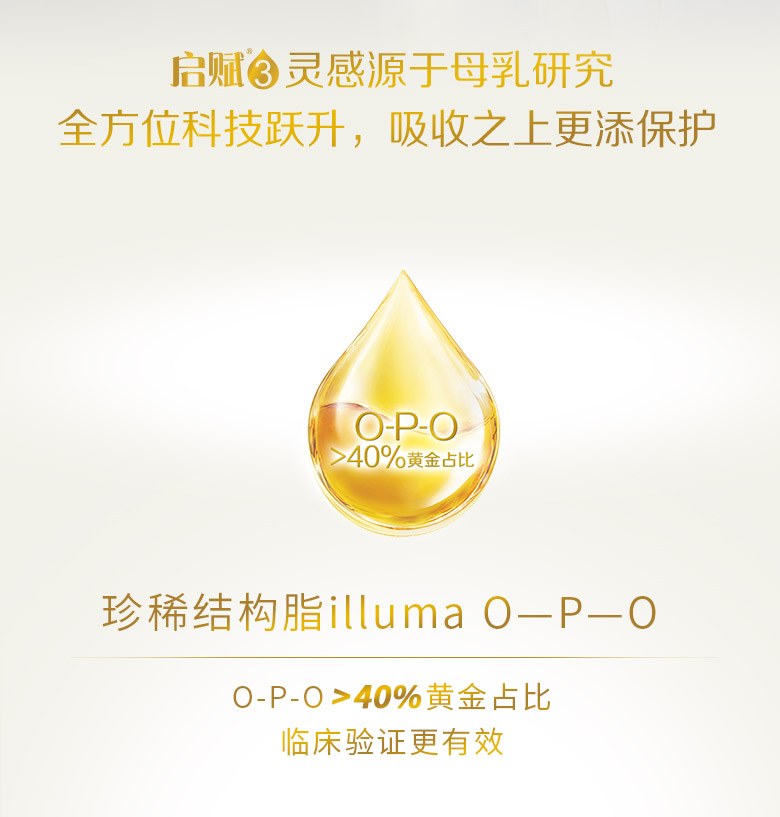 启赋®3灵感源于母乳研究
全方位科技跃升，吸收之上更添保护
O-P-O
>40%黄金占比
珍稀结构脂illuma O—P—O
O-P-O >40%黄金占比
临床验证更有效